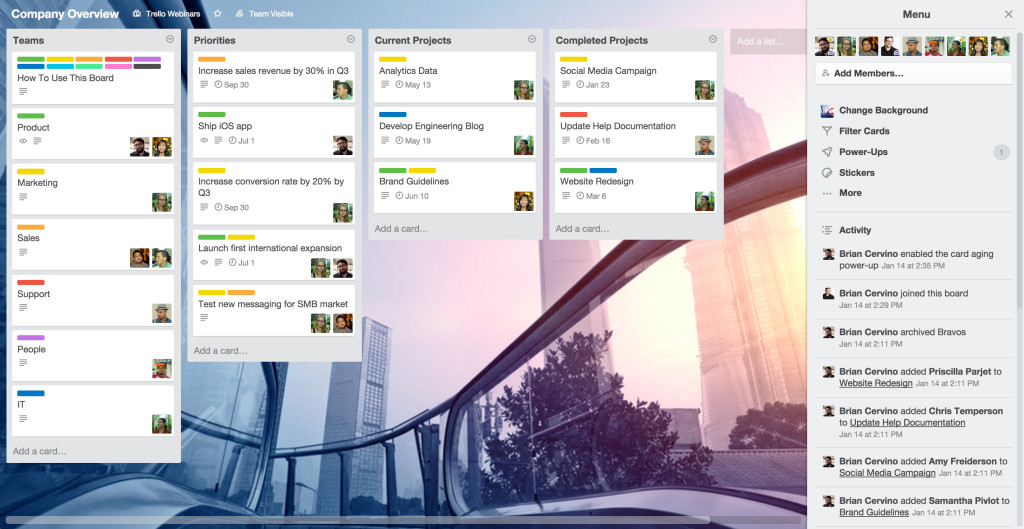 Company Overview
Trello Webinars
Team Visible
Teams
How To Use This Board
Product
Marketing
Sales
Support
People
IT
Add a card…
Priorities
Increase sales revenue by 30% in Q3
Sep 30
Ship iOS app
Jul 1
Increase conversion rate by 20% by
Q3
Sep 30
Launch first international expansion
Jul 1
Test new messaging for SMB market
Add a card…
Current Projects
Analytics Data
May 13
Develop Engineering Blog
May 19
Brand Guidelines
Jun 10
Add a card…
Completed Projects
Social Media Campaign
Jan 23
Update Help Documentation
Feb 16
Website Redesign
Mar 6
Add a card…
Add a list…
Menu
Add Members…
Change Background
Filter Cards
Power-Ups
1
Stickers
More
Activity
Brian Cervino enabled the card aging
power-up Jan 14 at 2:35 PM
Brian Cervino joined this board
Jan 14 at 2:29 PM
Brian Cervino archived Bravos
Jan 14 at 2:11 PM
Brian Cervino added Priscilla Parjet to
Website Redesign Jan 14 at 2:11 PM
Brian Cervino added Chris Temperson
to Update Help Documentation
Jan 14 at 2:11 PM
Brian Cervino added Amy Freiderson to
Social Media Campaign Jan 14 at 2:11 PM
Brian Cervino added Samantha Pivlot to
Brand Guidelines Jan 14 at 2:11 PM